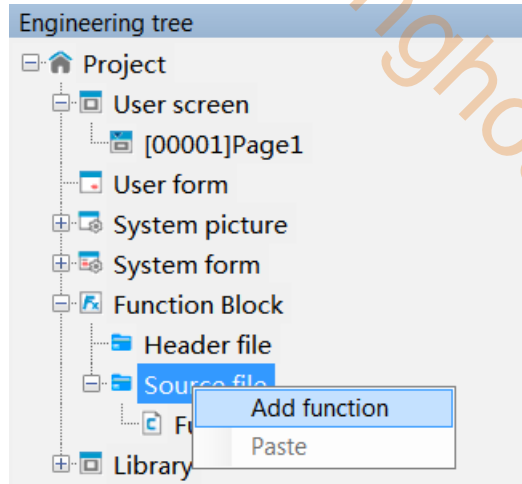 Engineering tree
Project
User screen
[00001]Page1
User form
System picture
System form
Function Block
Header file
Source file
Add function
Paste
Library